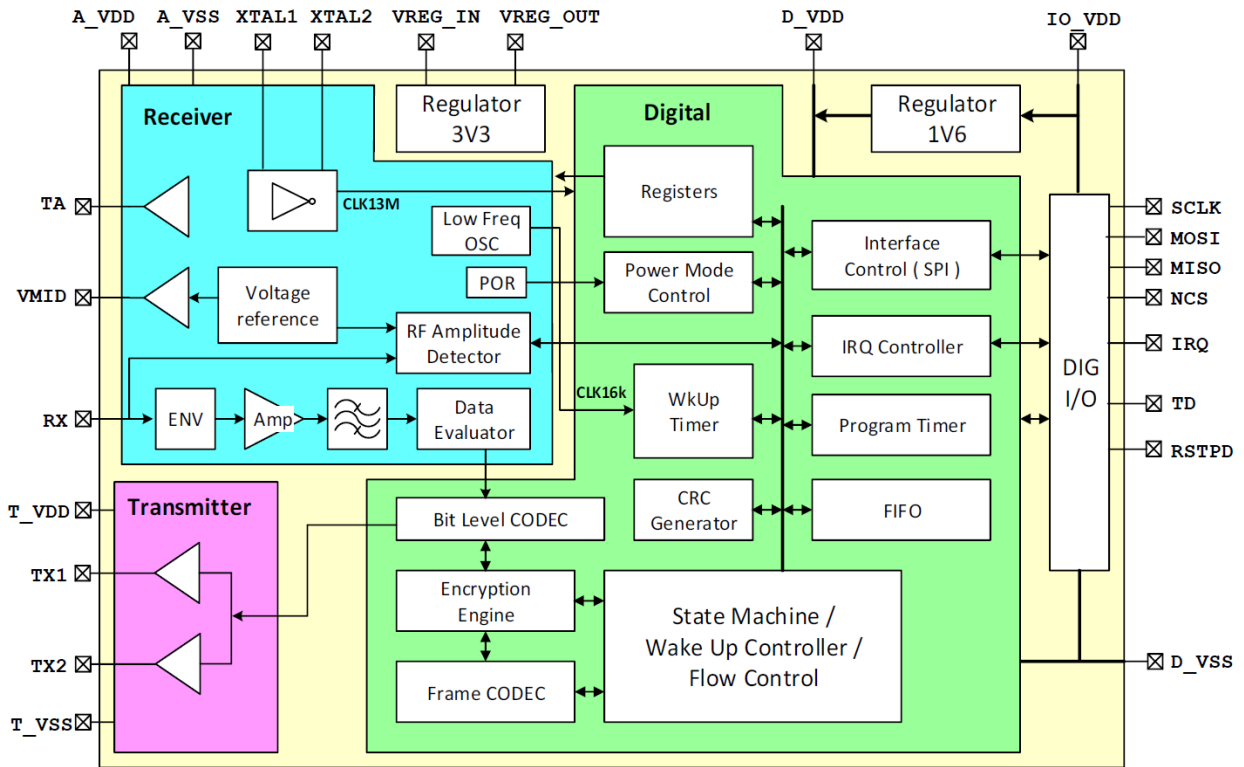 A_VDD
A_VSS
XTAL1
XTAL2
VREG_IN
VREG_OUT
D_VDD
IO_VDD
Receiver
Regulator
3V3
Digital
Regulator
1V6
TA
CLK13M
Registers
SCLK
Low Freq
OSC
Interface
Control ( SPI )
MOSI
MISO
POR
Power Mode
Control
VMID
Voltage
reference
NCS
RF Amplitude
Detector
IRQ Controller
IRQ
DIG
I/O
CLK16k
WkUp
Timer
Program Timer
TD
RX
ENV
Amp
Data
Evaluator
RSTPD
T_VDD
Transmitter
Bit Level CODEC
CRC
Generator
FIFO
TX1
Encryption
Engine
State Machine /
Wake Up Controller /
Flow Control
TX2
Frame CODEC
D_VSS
T_VSS